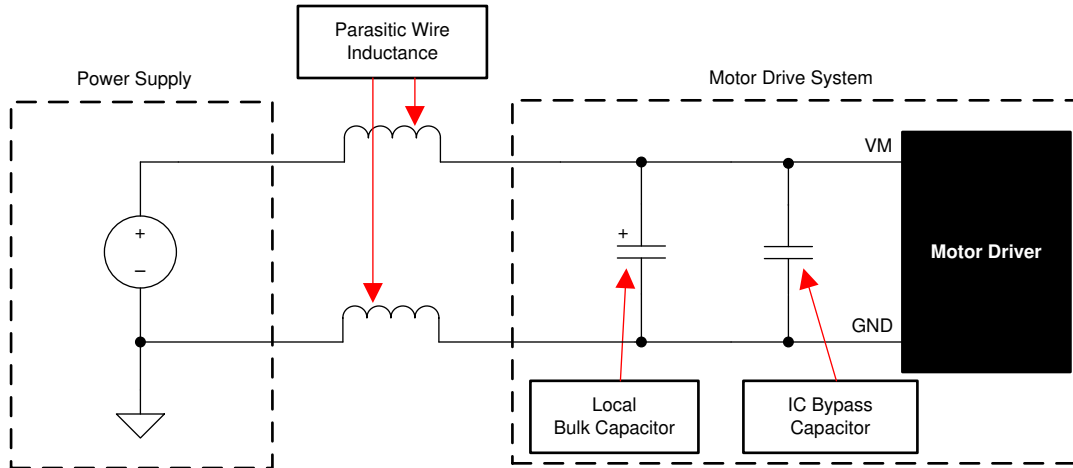 Parasitic Wire
Inductance
Power Supply
Motor Drive System
VM
+
–
+
Motor Driver
GND
Local
Bulk Capacitor
IC Bypass
Capacitor